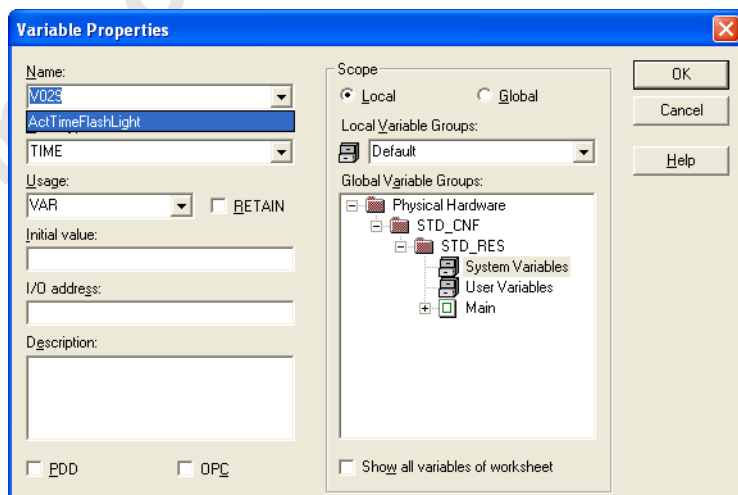 Variable Properties
Name:
V029
ActTimeFlashLight
TIME
Usage:
VAR
RETAIN
Initial value:
I/O address:
Description:
PDD
OPC
Scope
Local
Global
Local Variable Groups:
Default
Global Variable Groups:
Physical Hardware
STD_CNF
STD_RES
System Variables
User Variables
Main
Show all variables of worksheet
OK
Cancel
Help